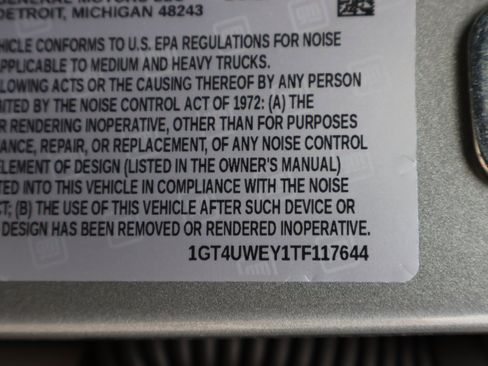 DETROIT, MICHIGAN 48243
VEHICLE CONFORMS TO U.S. EPA REGULATIONS FOR NOISE
APPLICABLE TO MEDIUM AND HEAVY TRUCKS.
LLOWING ACTS OR THE CAUSING THEREOF BY ANY PERSON
BITED BY THE NOISE CONTROL ACT OF 1972: (A) THE
R RENDERING INOPERATIVE, OTHER THAN FOR PURPOSES
ANCE, REPAIR, OR REPLACEMENT, OF ANY NOISE CONTROL
ELEMENT OF DESIGN (LISTED IN THE OWNER'S MANUAL)
TED INTO THIS VEHICLE IN COMPLIANCE WITH THE NOISE
CT; (B) THE USE OF THIS VEHICLE AFTER SUCH DEVICE OR
DESIGN HAS BEEN REMOVED OR RENDERED INOPERATIVE.
1GT4UWEY1TF117644